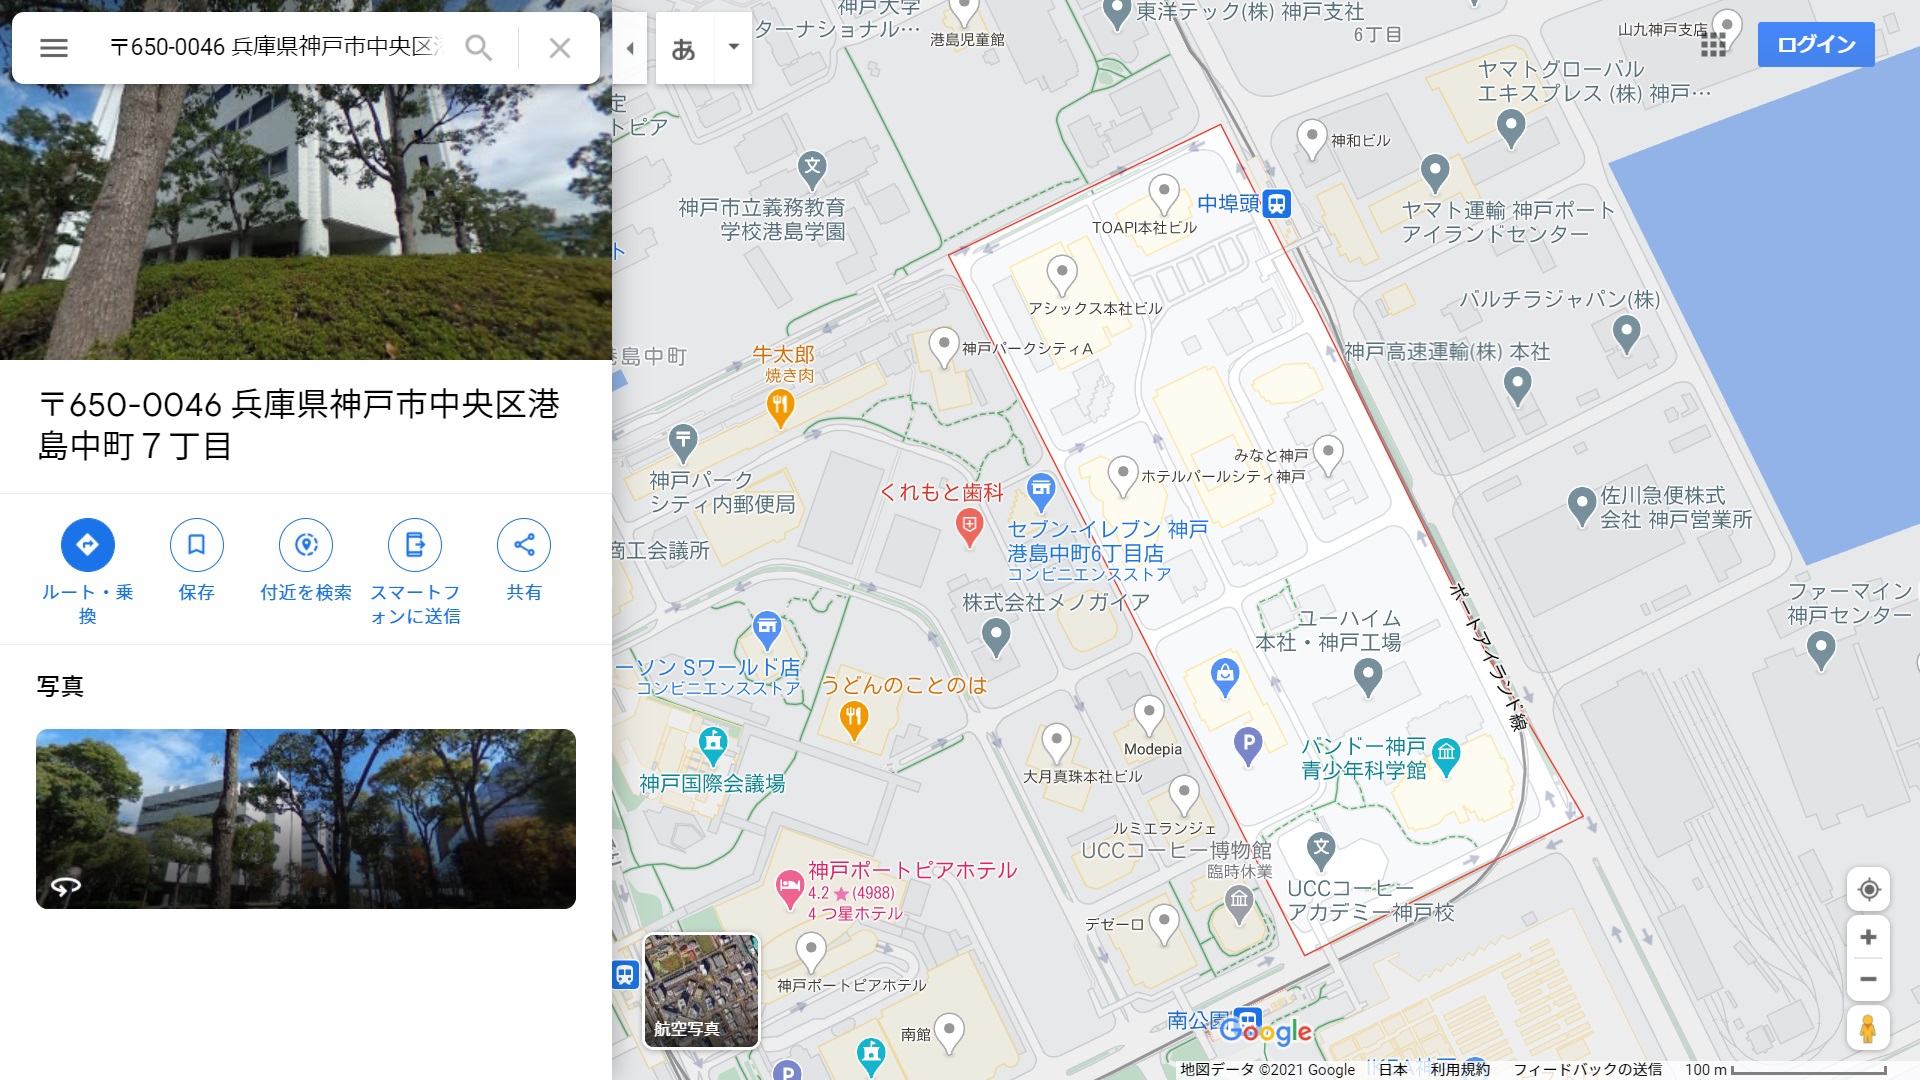 〒650-0046 兵庫県神戸市中央区
〒650-0046 兵庫県神戸市中央区港
島中町７丁目
ルート・乗
換
保存
付近を検索
スマートフ
ォンに送信
共有
写真
あ
ログイン
神戸大学
ターナショナル…
港島児童館
東洋テック(株) 神戸支社
6丁目
山九神戸支店
ヤマトグローバル
エキスプレス (株) 神戸…
定
トピア
神和ビル
神戸市立義務教育
学校港島学園
TOAPI本社ビル
中埠頭
ヤマト運輸 神戸ポート
アイランドセンター
ト
アシックス本社ビル
バルチラジャパン(株)
島中町
牛太郎
焼き肉
神戸パークシティA
神戸高速運輸(株) 本社
神戸パーク
シティ内郵便局
みなと神戸
ホテルパールシティ神戸
くれもと歯科
セブン-イレブン 神戸
港島中町6丁目店
コンビニエンスストア
佐川急便株式
会社 神戸営業所
商工会議所
株式会社メノガイア
ユーハイム
本社・神戸工場
ポートアイランド線
ファーマイン
神戸センター
ーソン Sワールド店
コンビニエンスストア
うどんのことのは
Modepia
大月真珠本社ビル
P
バンドー神戸
青少年科学館
神戸国際会議場
ルミエランジェ
UCCコーヒー博物館
臨時休業
神戸ポートピアホテル
4.2 ★ (4988)
4 つ星ホテル
UCCコーヒー
アカデミー神戸校
デゼーロ
神戸ポートピアホテル
航空写真
南館
南公園
Google
P
IKEA神戸
地図データ ©2021 Google
日本
利用規約
フィードバックの送信
100 m